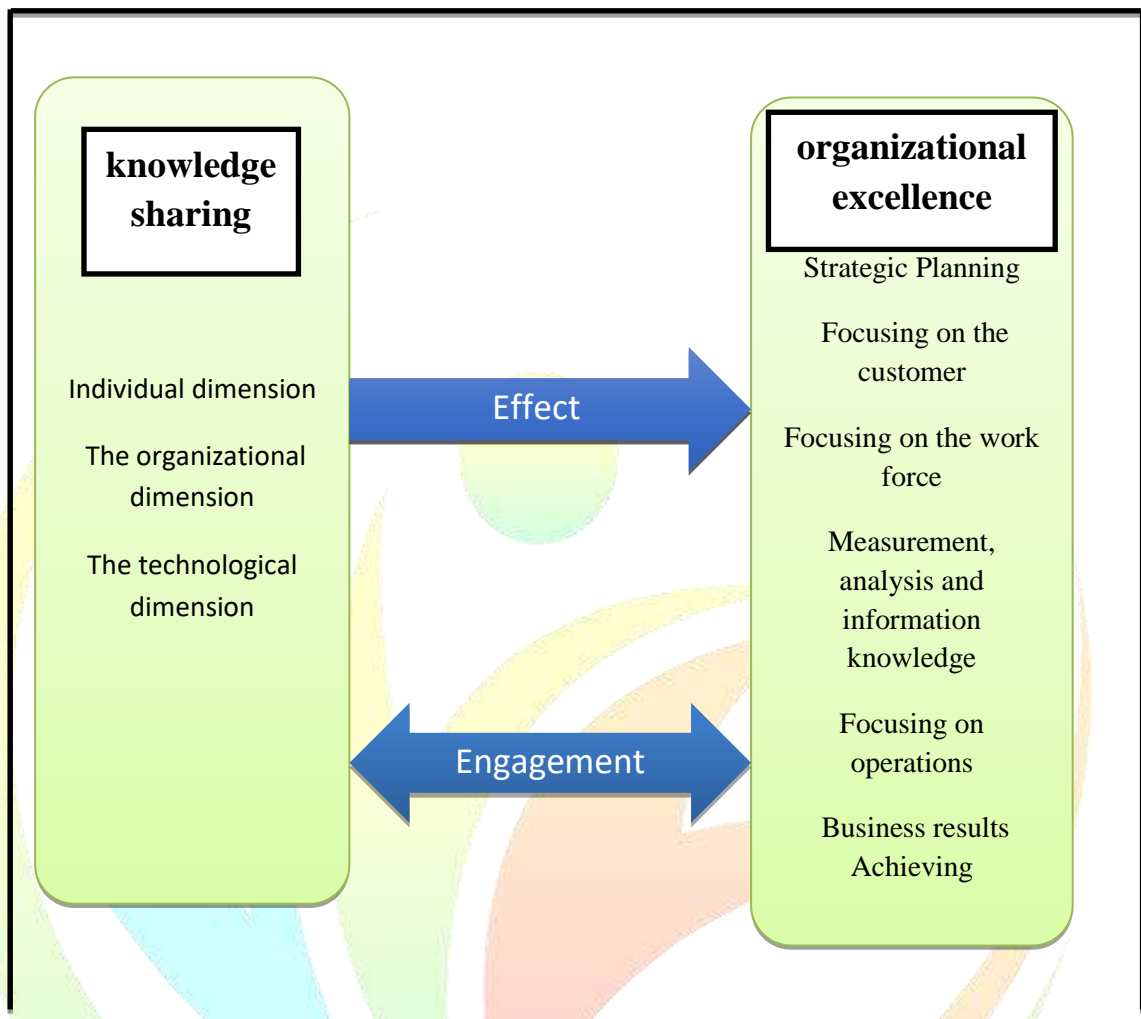 knowledge
sharing
Individual dimension
The organizational
dimension
The technological
dimension
Effect
Engagement
organizational
excellence
Strategic Planning
Focusing on the
customer
Focusing on the work
force
Measurement,
analysis and
information
knowledge
Focusing on
operations
Business results
Achieving